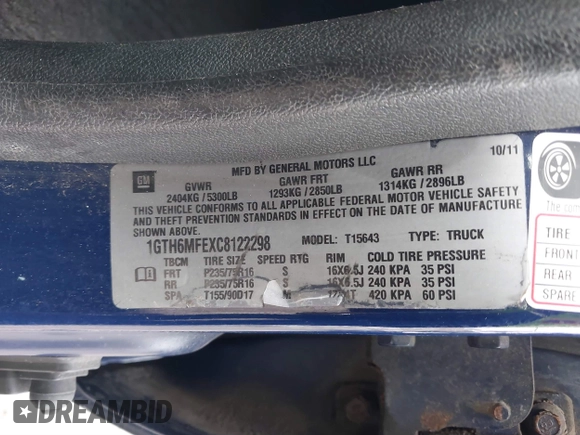 10/11
GM
MFD BY GENERAL MOTORS LLC
GVWR GAWR FRT GAWR RR
2404KG / 5300LB 1293KG / 2850LB 1314KG / 2896LB
THIS VEHICLE CONFORMS TO ALL APPLICABLE FEDERAL MOTOR VEHICLE SAFETY
AND THEFT PREVENTION STANDARDS IN EFFECT ON THE DATE OF MANUFACTURE
SHOWN ABOVE.
1GTH6MFEXC8122298 MODEL: T15643 TYPE: TRUCK
TBCM TIRE SIZE SPEED RTG RIM COLD TIRE PRESSURE
FRT P235/75R16 S 16X6.5J 240 KPA 35 PSI
RR P235/75R16 S 16X6.5J 240 KPA 35 PSI
SPA T155/90D17 M 420 KPA 60 PSI
TIRE
FRONT
REAR
SPARE
DREAMBID